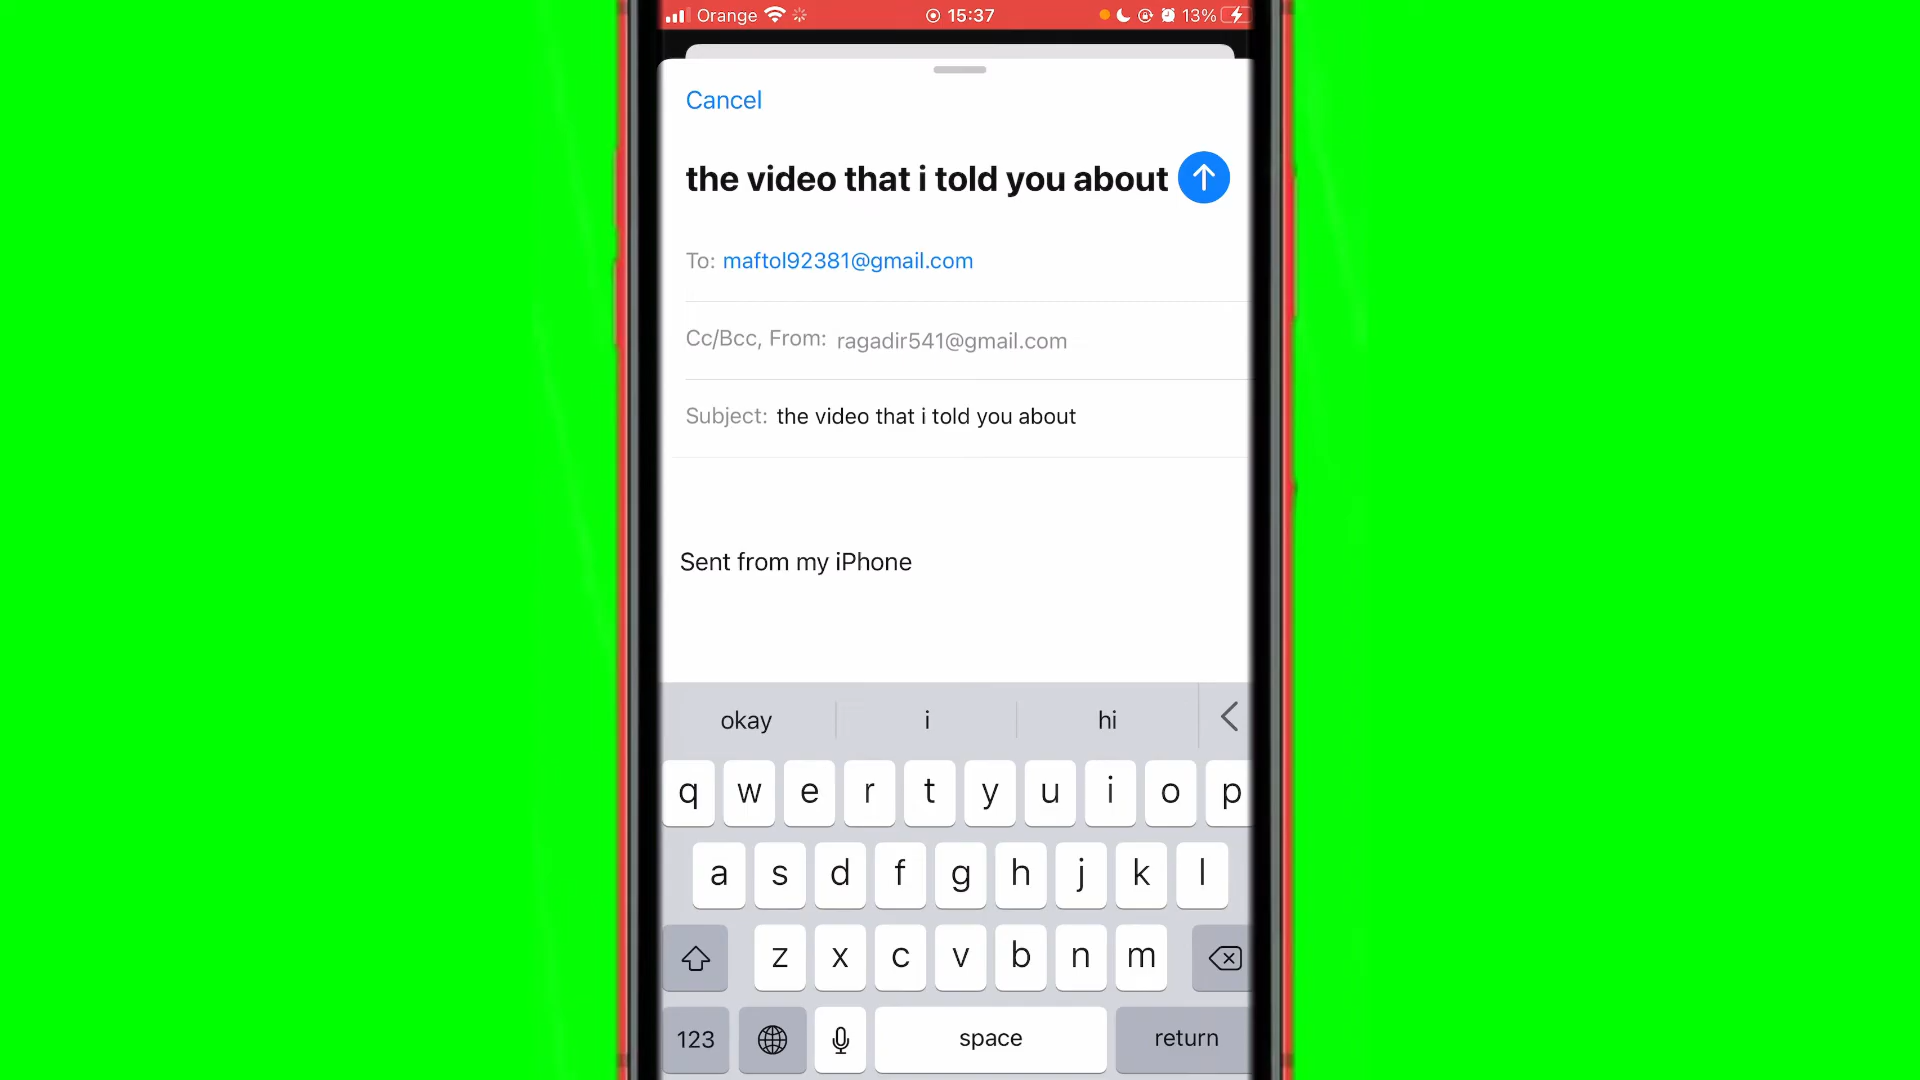 Orange 15:37 13%
Cancel
the video that i told you about
To: maftol92381@gmail.com
Cc/Bcc, From: ragadir541@gmail.com
Subject: the video that i told you about
Sent from my iPhone
okay i hi
q w e r t y u i o p
a s d f g h j k l
z x c v b n m
123 space return